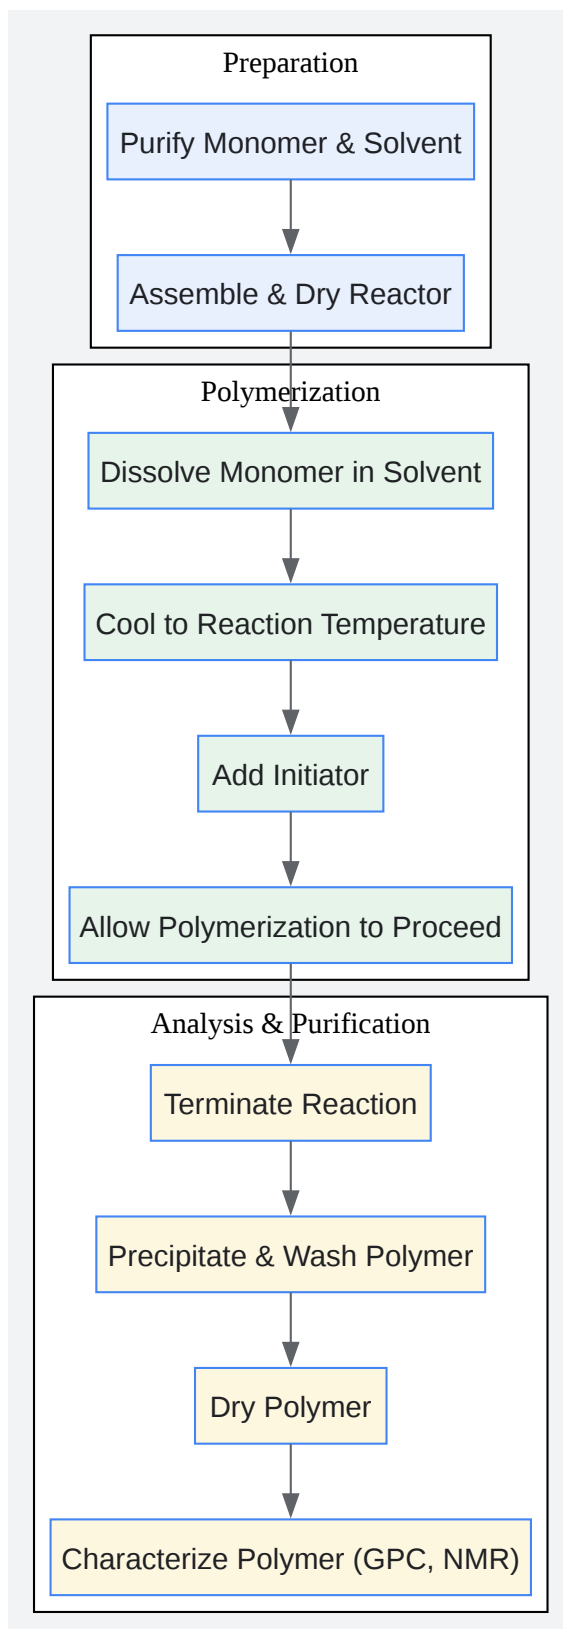 Preparation
Purify Monomer & Solvent
Assemble & Dry Reactor
Polymerization
Dissolve Monomer in Solvent
Cool to Reaction Temperature
Add Initiator
Allow Polymerization to Proceed
Analysis & Purification
Terminate Reaction
Precipitate & Wash Polymer
Dry Polymer
Characterize Polymer (GPC, NMR)